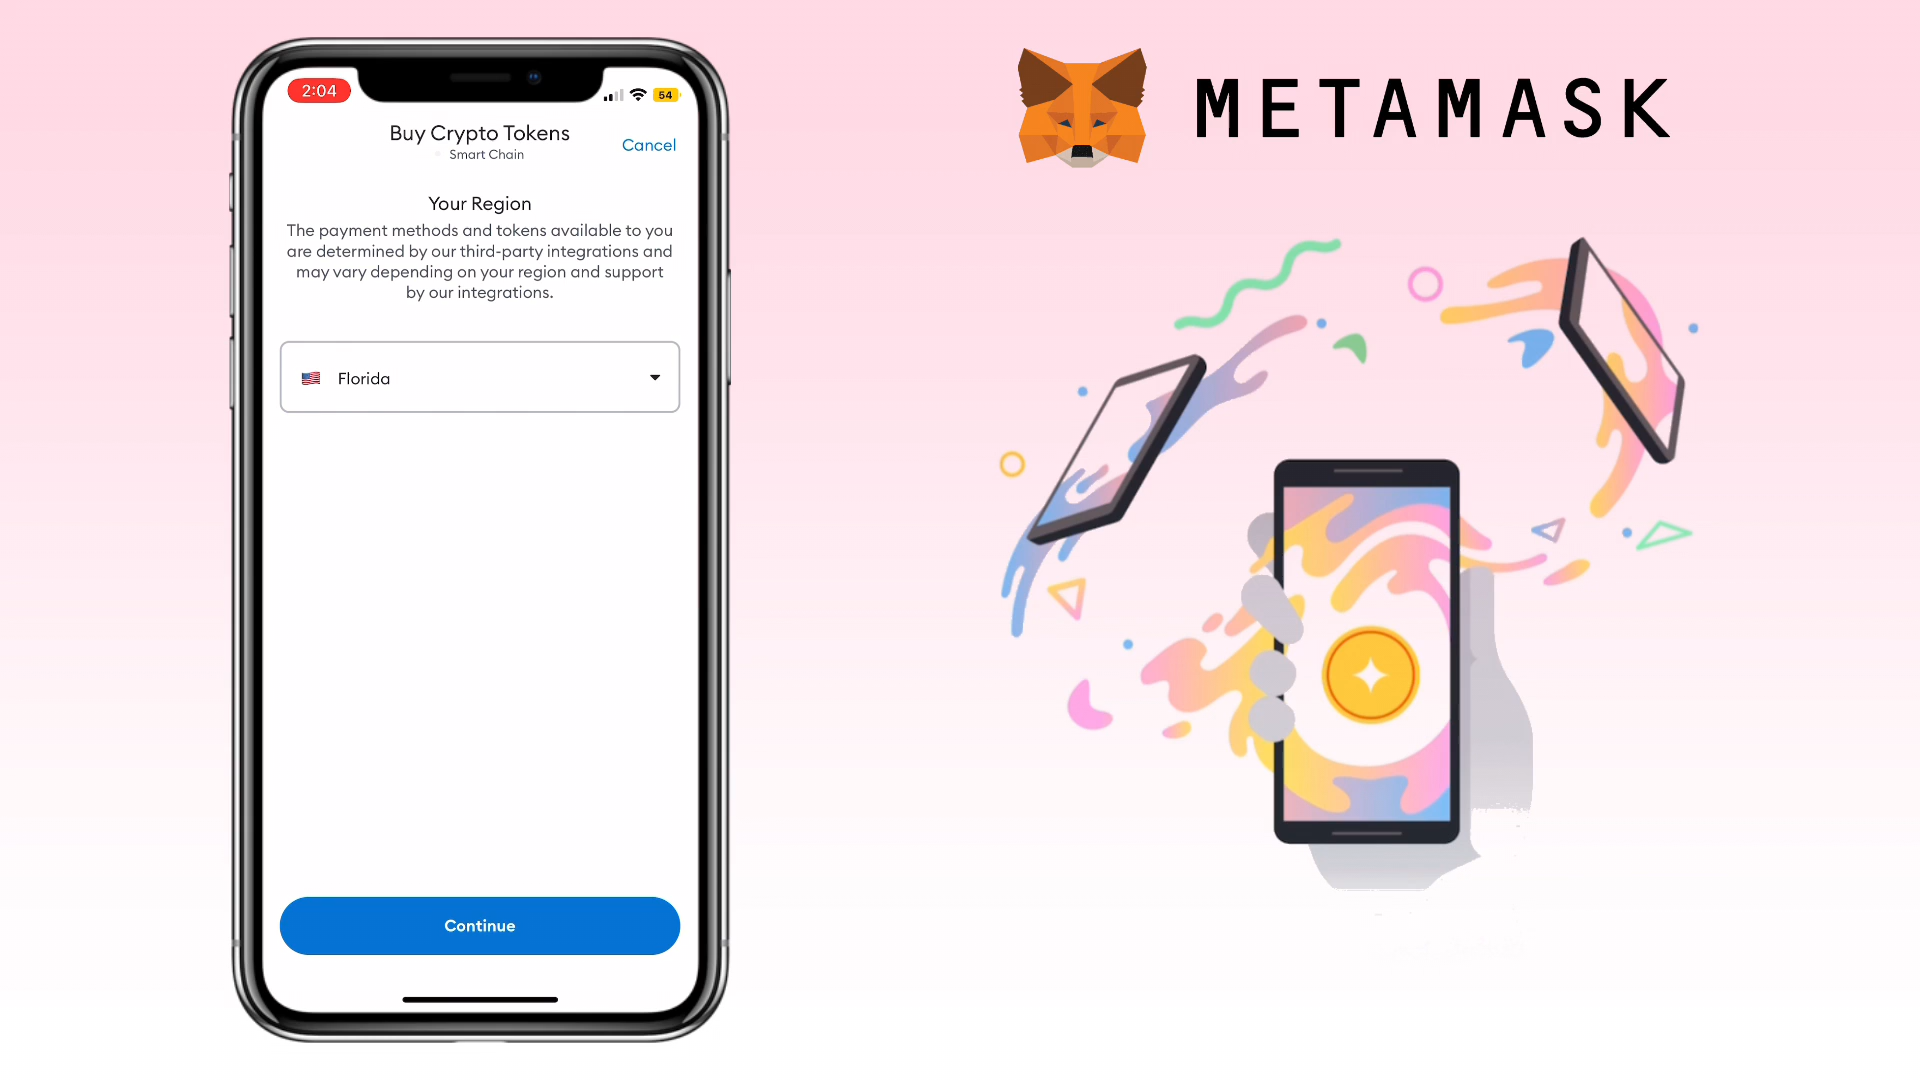 2:04
54
Buy Crypto Tokens
Smart Chain
Cancel
Your Region
The payment methods and tokens available to you
are determined by our third-party integrations and
may vary depending on your region and support
by our integrations.
Florida
Continue
METAMASK